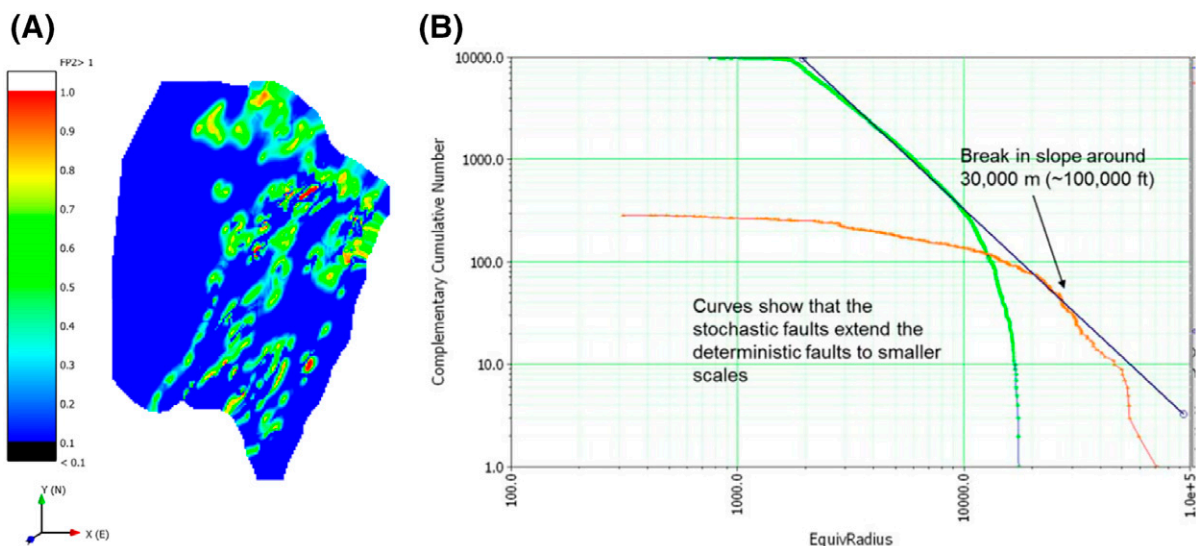 (A)
FP2> 1
1.0
0.9
0.8
0.7
0.6
0.5
0.4
0.3
0.2
0.1
< 0.1
Y (N)
X (E)
(B)
Complementary Cumulative Number
10000.0
1000.0
100.0
10.0
1.0
Break in slope around
30,000 m (~100,000 ft)
Curves show that the
stochastic faults extend the
deterministic faults to smaller
scales
100.0
1000.0
10000.0
1.0e+5
EquivRadius